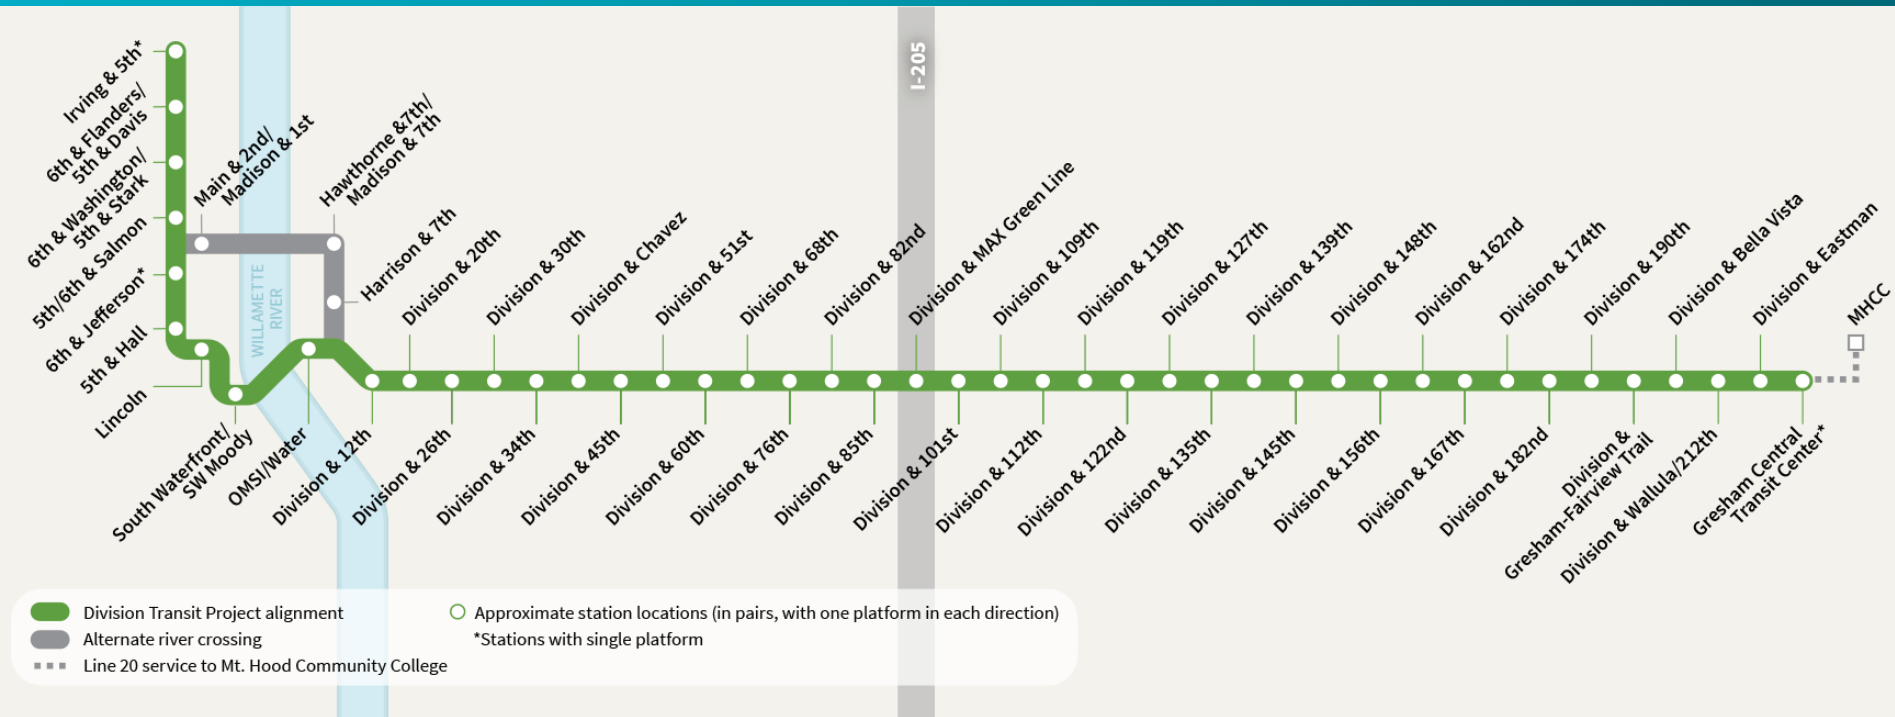 I-205
Irving & 5th*
6th & Flanders/
5th & Davis
6th & Washington/
5th & Stark
5th/6th & Salmon
6th & Jefferson*
5th & Hall
Lincoln
Main & 2nd/
Madison & 1st
Hawthorne &7th/
Madison & 7th
Harrison & 7th
WILLAMETTE
RIVER
South Waterfront/
SW Moody
OMSI/Water
Division & 12th
Division & 20th
Division & 26th
Division & 30th
Division & 34th
Division & Chavez
Division & 45th
Division & 51st
Division & 60th
Division & 68th
Division & 76th
Division & 82nd
Division & 85th
Division & MAX Green Line
Division & 101st
Division & 109th
Division & 112th
Division & 119th
Division & 122nd
Division & 127th
Division & 135th
Division & 139th
Division & 145th
Division & 148th
Division & 156th
Division & 162nd
Division & 167th
Division & 174th
Division & 182nd
Division & 190th
Division &
Gresham-Fairview Trail
Division & Bella Vista
Division & Wallula/212th
Division & Eastman
Gresham Central
Transit Center*
MHCC
Division Transit Project alignment
Alternate river crossing
Line 20 service to Mt. Hood Community College
Approximate station locations (in pairs, with one platform in each direction)
*Stations with single platform